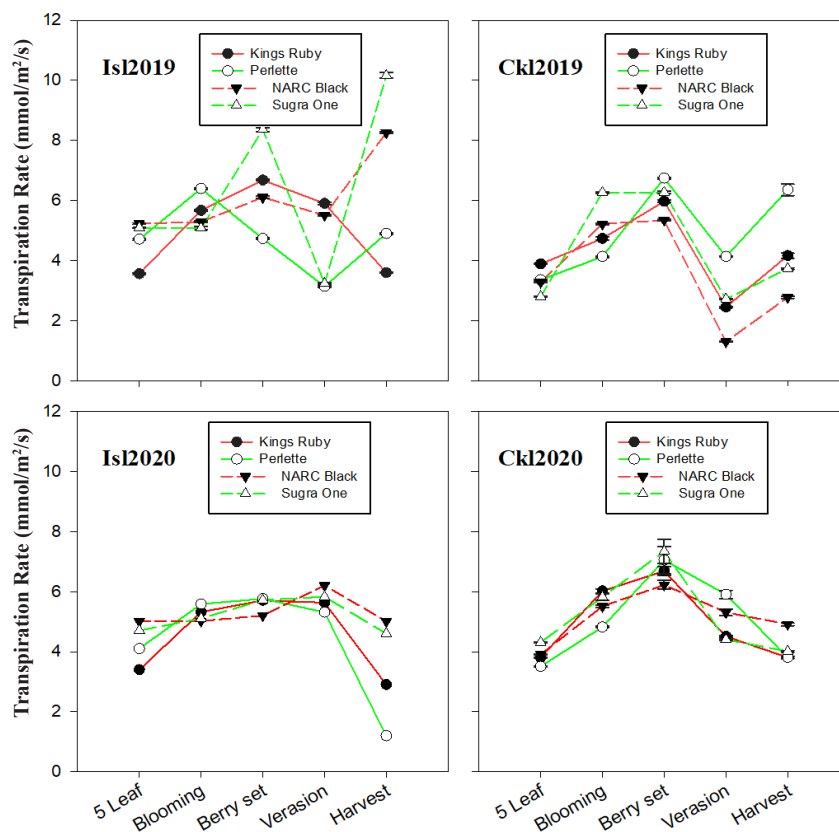 12
10
8
6
4
2
0
Transpiration Rate (mmol/m²/s)
Isl2019
Kings Ruby
Perlette
NARC Black
Sugra One
Ckl2019
Kings Ruby
Perlette
NARC Black
Sugra One
12
10
8
6
4
2
0
Transpiration Rate (mmol/m²/s)
Isl2020
Kings Ruby
Perlette
NARC Black
Sugra One
Ckl2020
Kings Ruby
Perlette
NARC Black
Sugra One
5 Leaf
Blooming
Berry set
Verasion
Harvest
5 Leaf
Blooming
Berry set
Verasion
Harvest